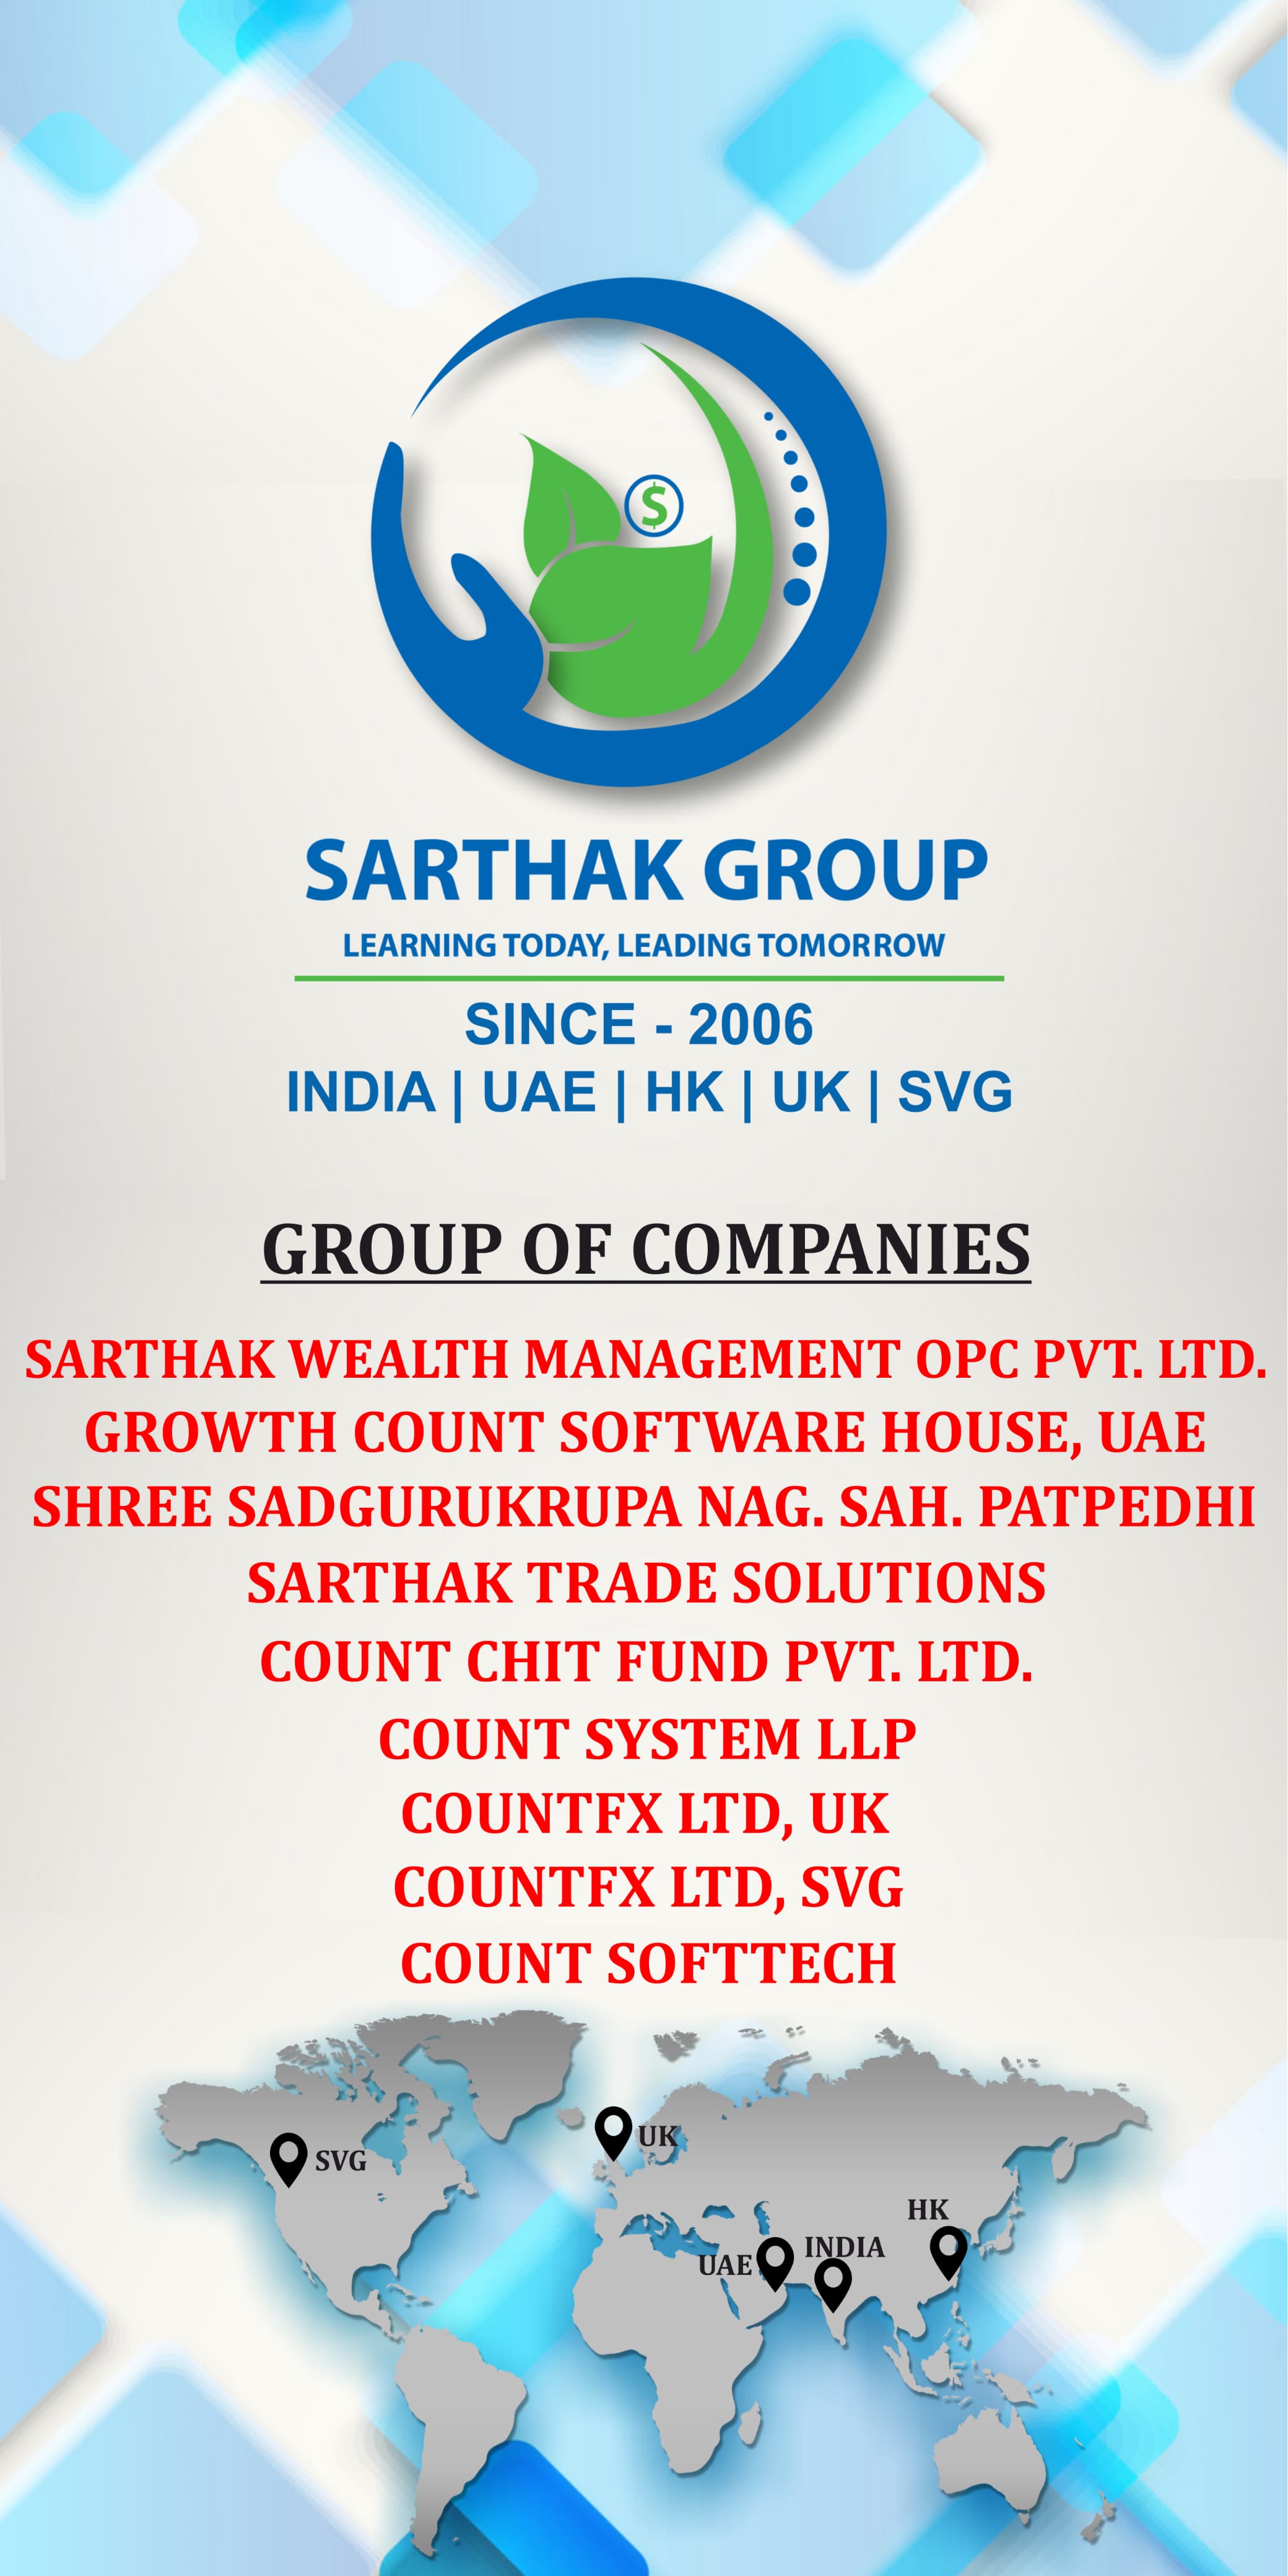 $
SARTHAK GROUP
LEARNING TODAY, LEADING TOMORROW
SINCE - 2006
INDIA | UAE | HK | UK | SVG
GROUP OF COMPANIES
SARTHAK WEALTH MANAGEMENT OPC PVT. LTD.
GROWTH COUNT SOFTWARE HOUSE, UAE
SHREE SADGURUKRUPA NAG. SAH. PATPEDHI
SARTHAK TRADE SOLUTIONS
COUNT CHIT FUND PVT. LTD.
COUNT SYSTEM LLP
COUNTFX LTD, UK
COUNTFX LTD, SVG
COUNT SOFTTECH
UK
SVG
HK
INDIA
UAE